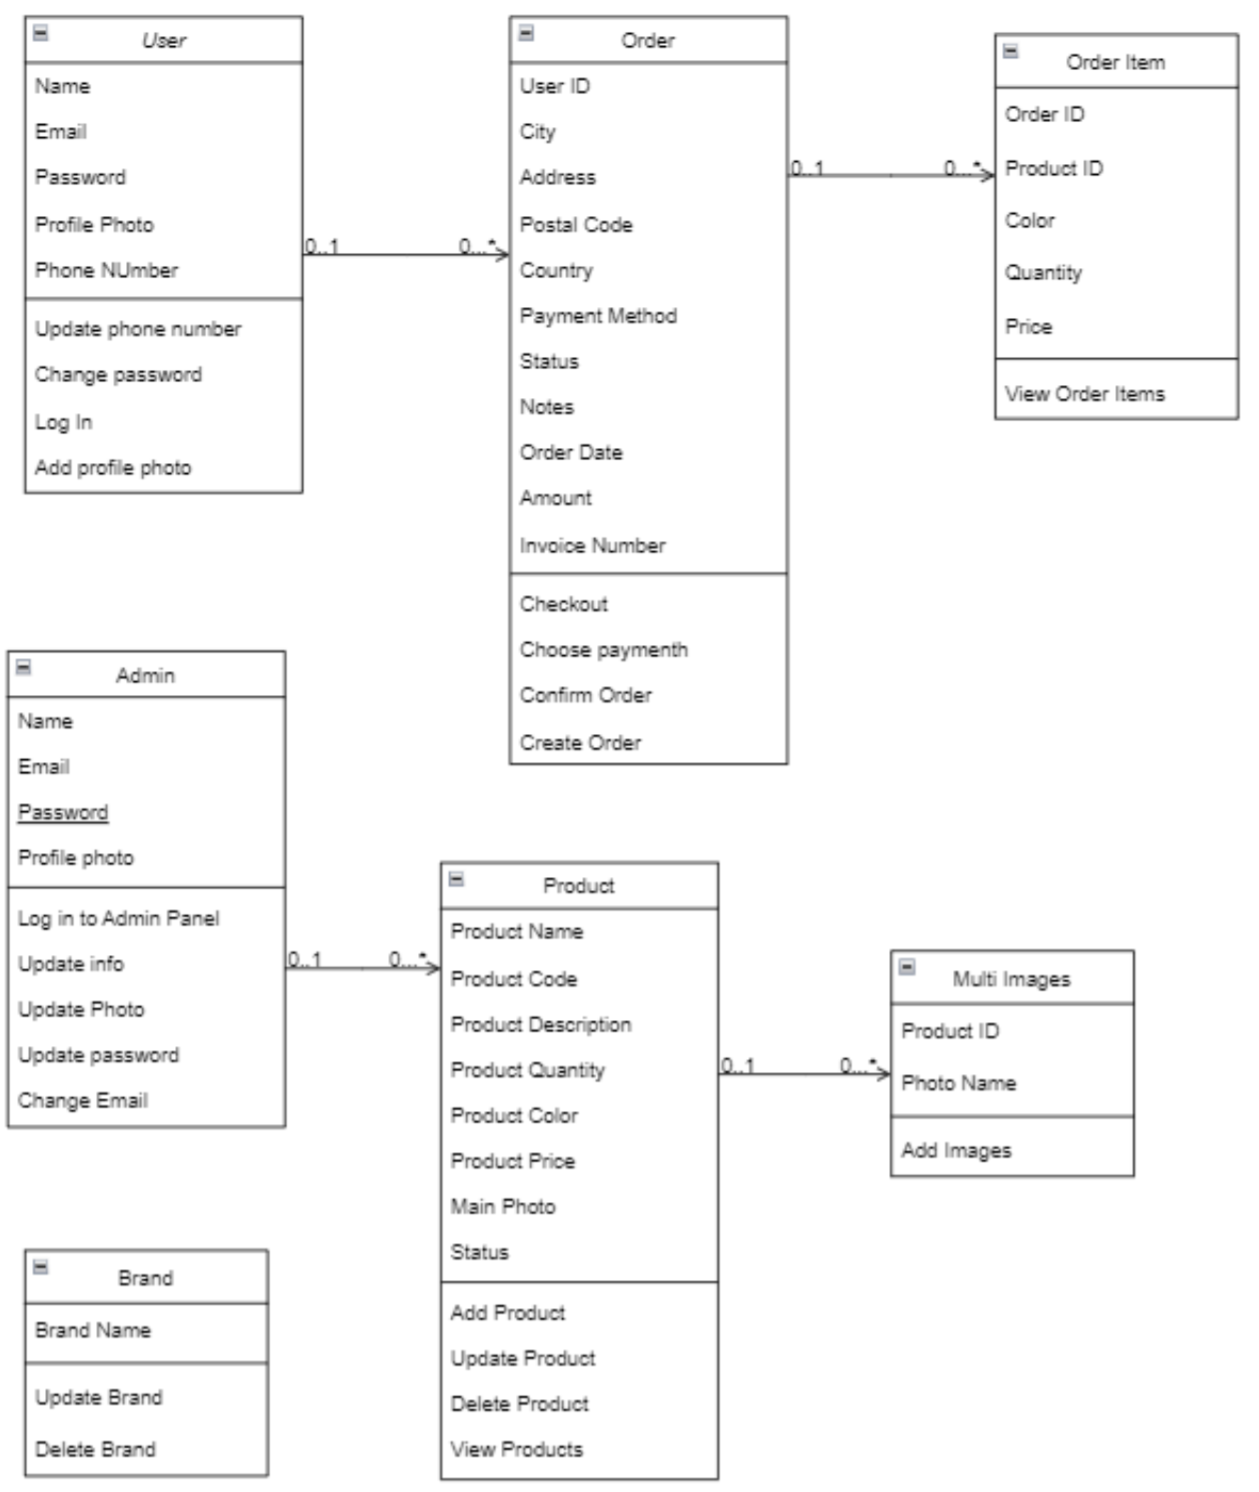 User
Name
Email
Password
Profile Photo
Phone NUmber
Update phone number
Change password
Log In
Add profile photo
0..1
0...*
Order
User ID
City
Address
Postal Code
Country
Payment Method
Status
Notes
Order Date
Amount
Invoice Number
Checkout
Choose paymenth
Confirm Order
Create Order
0..1
0...*
Order Item
Order ID
Product ID
Color
Quantity
Price
View Order Items
Admin
Name
Email
Password
Profile photo
Log in to Admin Panel
Update info
Update Photo
Update password
Change Email
0..1
0...*
Product
Product Name
Product Code
Product Description
Product Quantity
Product Color
Product Price
Main Photo
Status
Add Product
Update Product
Delete Product
View Products
0..1
0...*
Multi Images
Product ID
Photo Name
Add Images
Brand
Brand Name
Update Brand
Delete Brand